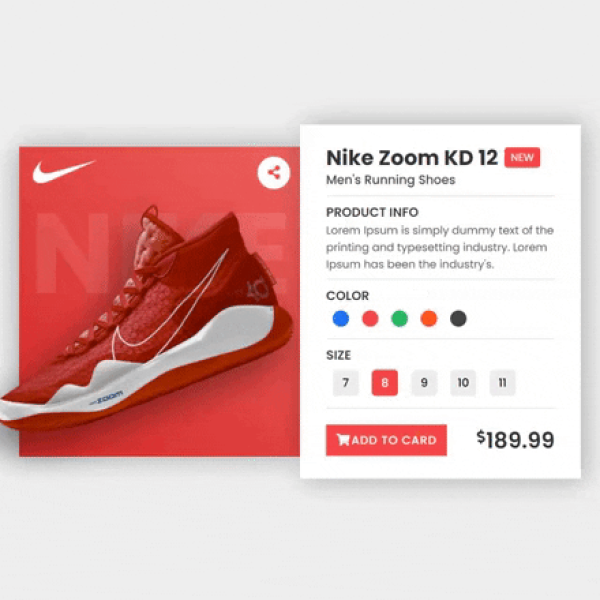 NIKE
zoom
Nike Zoom KD 12 NEW
Men's Running Shoes
PRODUCT INFO
Lorem Ipsum is simply dummy text of the
printing and typesetting industry. Lorem
Ipsum has been the industry's.
COLOR
SIZE
7 8 9 10 11
ADD TO CARD $189.99